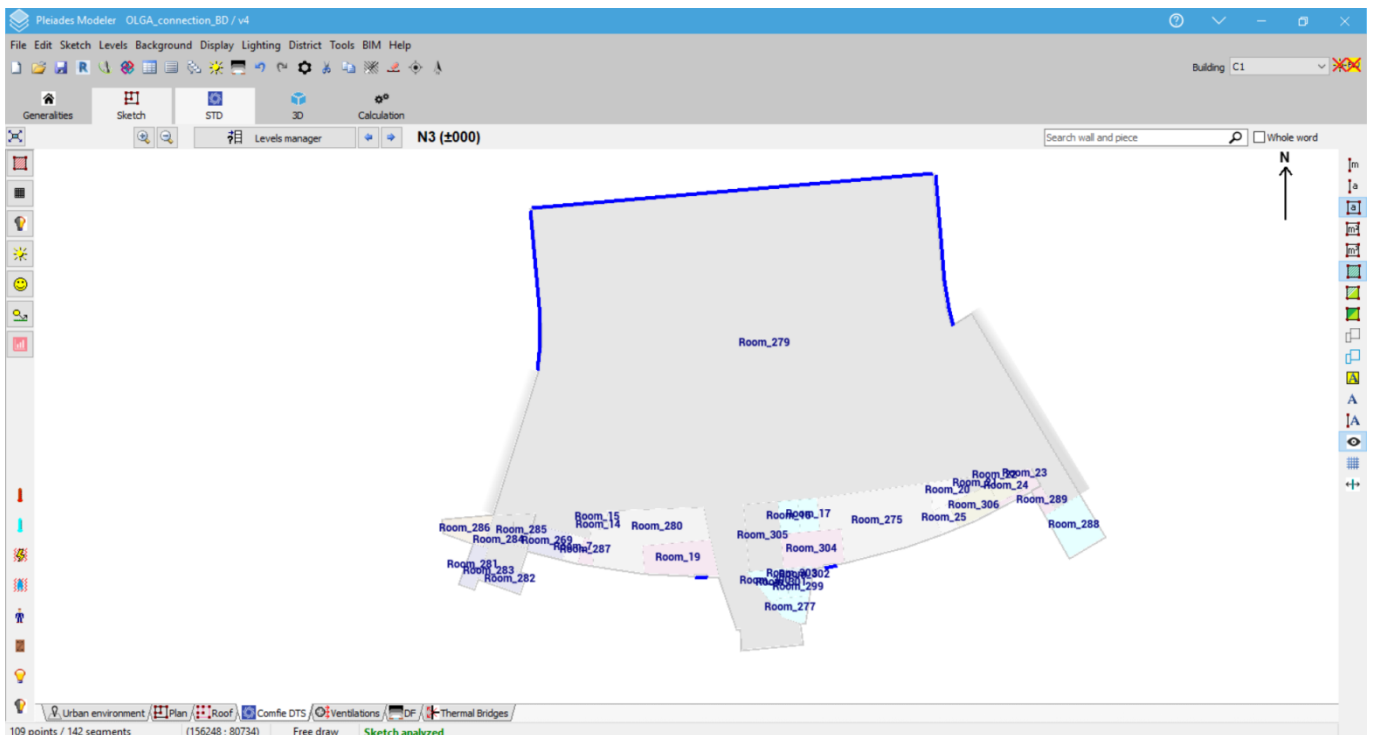 Pleiades Modeler OLGA_connection_BD / v4
File Edit Sketch Levels Background Display Lighting District Tools BIM Help
Building C1
Generalities Sketch STD 3D Calculation
Levels manager N3 (±000) Search wall and piece Whole word
N
Room_279
Room_23
Room_20 Room_24
Room_289
Room_306
Room_15 Room_17
Room_286 Room_285 Room_14 Room_280 Room_275 Room_25 Room_288
Room_284 Room_269 Room_305
Room_7 Room_287 Room_19 Room_304
Room_281
Room_283 Room_302
Room_282 Room_299
Room_277
Urban environment Plan Roof Comfie DTS Ventilations DF Thermal Bridges
109 points / 142 segments (156248 : 80734) Free draw Sketch analyzed